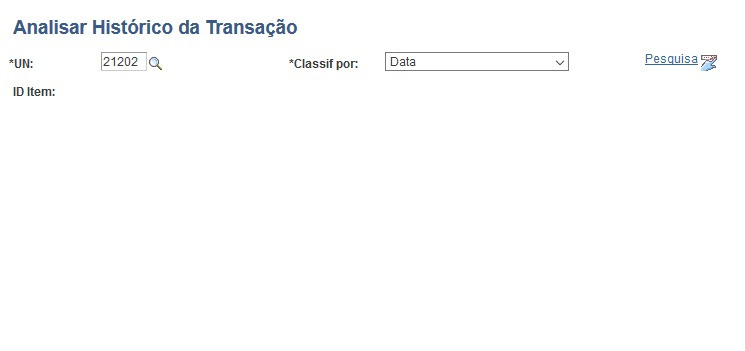 Analisar Histórico da Transação
*UN: 21202 *Classif por: Data Pesquisa
ID Item: